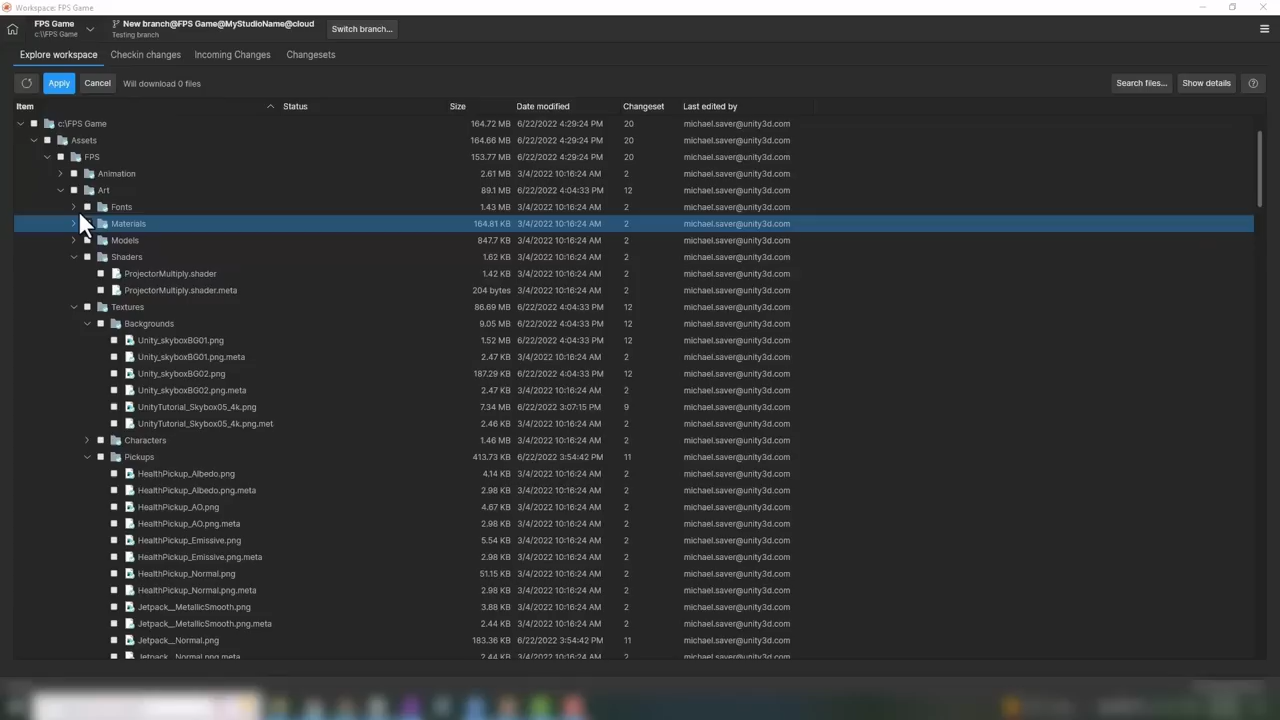 Workspace: FPS Game
FPS Game
c:\\FPS Game
New branch@FPS Game@MyStudioName@cloud
Testing branch
Switch branch...
Explore workspace Checkin changes Incoming Changes Changesets
Apply Cancel Will download 0 files Search files... Show details
Item Status Size Date modified Changeset Last edited by
c:\FPS Game 164.72 MB 6/22/2022 4:29:24 PM 20 michael.saver@unity3d.com
Assets 164.66 MB 6/22/2022 4:29:24 PM 20 michael.saver@unity3d.com
FPS 153.77 MB 6/22/2022 4:29:24 PM 20 michael.saver@unity3d.com
Animation 2.61 MB 3/4/2022 10:16:24 AM 2 michael.saver@unity3d.com
Art 89.1 MB 6/22/2022 4:04:33 PM 12 michael.saver@unity3d.com
Fonts 1.43 MB 3/4/2022 10:16:24 AM 2 michael.saver@unity3d.com
Materials 164.81 KB 3/4/2022 10:16:24 AM 2 michael.saver@unity3d.com
Models 847.7 KB 3/4/2022 10:16:24 AM 2 michael.saver@unity3d.com
Shaders 1.62 KB 3/4/2022 10:16:24 AM 2 michael.saver@unity3d.com
ProjectorMultiply.shader 1.42 KB 3/4/2022 10:16:24 AM 2 michael.saver@unity3d.com
ProjectorMultiply.shader.meta 204 bytes 3/4/2022 10:16:24 AM 2 michael.saver@unity3d.com
Textures 86.69 MB 6/22/2022 4:04:33 PM 12 michael.saver@unity3d.com
Backgrounds 9.05 MB 6/22/2022 4:04:33 PM 12 michael.saver@unity3d.com
Unity_skyboxBG01.png 1.52 MB 6/22/2022 4:04:33 PM 12 michael.saver@unity3d.com
Unity_skyboxBG01.png.meta 2.47 KB 3/4/2022 10:16:24 AM 2 michael.saver@unity3d.com
Unity_skyboxBG02.png 187.29 KB 6/22/2022 4:04:33 PM 12 michael.saver@unity3d.com
Unity_skyboxBG02.png.meta 2.47 KB 3/4/2022 10:16:24 AM 2 michael.saver@unity3d.com
UnityTutorial_Skybox05_4k.png 7.34 MB 6/22/2022 3:07:15 PM 9 michael.saver@unity3d.com
UnityTutorial_Skybox05_4k.png.met 2.46 KB 3/4/2022 10:16:24 AM 2 michael.saver@unity3d.com
Characters 1.46 MB 3/4/2022 10:16:24 AM 2 michael.saver@unity3d.com
Pickups 413.73 KB 6/22/2022 3:54:42 PM 11 michael.saver@unity3d.com
HealthPickup_Albedo.png 4.14 KB 3/4/2022 10:16:24 AM 2 michael.saver@unity3d.com
HealthPickup_Albedo.png.meta 2.98 KB 3/4/2022 10:16:24 AM 2 michael.saver@unity3d.com
HealthPickup_AO.png 4.67 KB 3/4/2022 10:16:24 AM 2 michael.saver@unity3d.com
HealthPickup_AO.png.meta 2.98 KB 3/4/2022 10:16:24 AM 2 michael.saver@unity3d.com
HealthPickup_Emissive.png 5.54 KB 3/4/2022 10:16:24 AM 2 michael.saver@unity3d.com
HealthPickup_Emissive.png.meta 2.98 KB 3/4/2022 10:16:24 AM 2 michael.saver@unity3d.com
HealthPickup_Normal.png 51.15 KB 3/4/2022 10:16:24 AM 2 michael.saver@unity3d.com
HealthPickup_Normal.png.meta 2.98 KB 3/4/2022 10:16:24 AM 2 michael.saver@unity3d.com
Jetpack__MetallicSmooth.png 3.88 KB 3/4/2022 10:16:24 AM 2 michael.saver@unity3d.com
Jetpack__MetallicSmooth.png.meta 2.44 KB 3/4/2022 10:16:24 AM 2 michael.saver@unity3d.com
Jetpack__Normal.png 183.36 KB 6/22/2022 3:54:42 PM 11 michael.saver@unity3d.com
Jetpack__Normal.png.meta 2.44 KB 3/4/2022 10:16:24 AM 2 michael.saver@unity3d.com